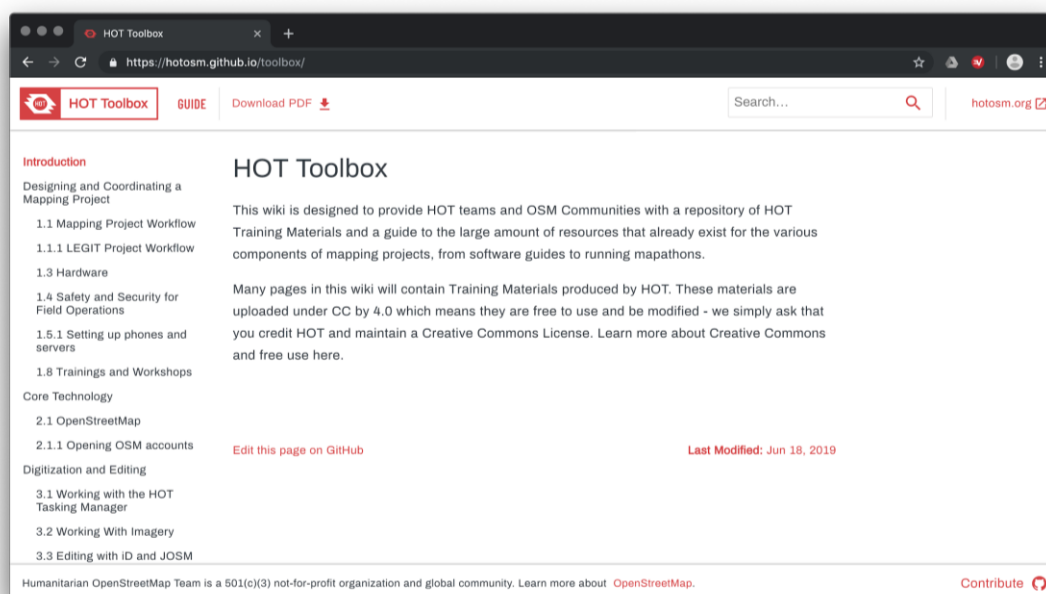 HOT Toolbox
https://hotosm.github.io/toolbox/
HOT
HOT Toolbox
GUIDE
Download PDF
Search...
hotosm.org
Introduction
Designing and Coordinating a
Mapping Project
1.1 Mapping Project Workflow
1.1.1 LEGIT Project Workflow
1.3 Hardware
1.4 Safety and Security for
Field Operations
1.5.1 Setting up phones and
servers
1.8 Trainings and Workshops
Core Technology
2.1 OpenStreetMap
2.1.1 Opening OSM accounts
Digitization and Editing
3.1 Working with the HOT
Tasking Manager
3.2 Working With Imagery
3.3 Editing with iD and JOSM
HOT Toolbox
This wiki is designed to provide HOT teams and OSM Communities with a repository of HOT
Training Materials and a guide to the large amount of resources that already exist for the various
components of mapping projects, from software guides to running mapathons.
Many pages in this wiki will contain Training Materials produced by HOT. These materials are
uploaded under CC by 4.0 which means they are free to use and be modified - we simply ask that
you credit HOT and maintain a Creative Commons License. Learn more about Creative Commons
and free use here.
Edit this page on GitHub
Last Modified: Jun 18, 2019
Humanitarian OpenStreetMap Team is a 501(c)(3) not-for-profit organization and global community. Learn more about OpenStreetMap.
Contribute